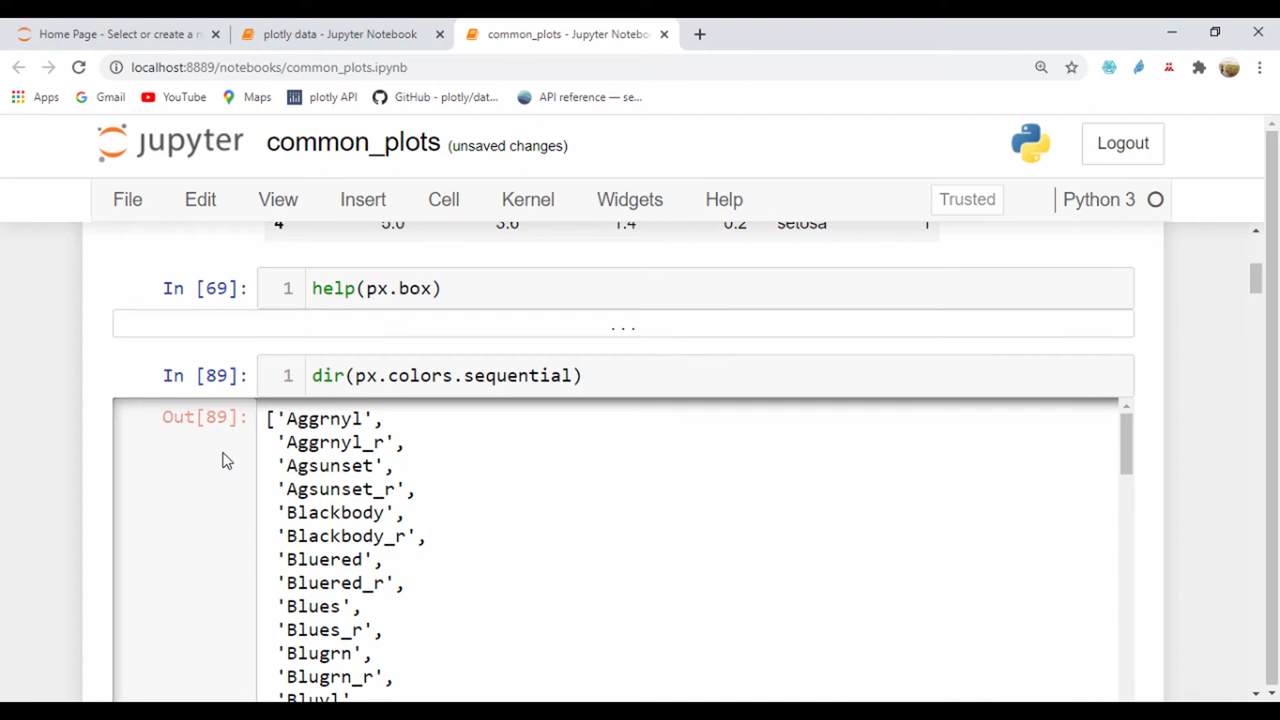 Home Page - Select or create a n
plotly data - Jupyter Notebook
common_plots - Jupyter Notebo
localhost:8889/notebooks/common_plots.ipynb
Apps Gmail YouTube Maps plotly API GitHub - plotly/dat... API reference — se...
jupyter common_plots (unsaved changes) Logout
File Edit View Insert Cell Kernel Widgets Help Trusted Python 3
4 5.0 3.6 1.4 0.2 setosa 1
In [69]: 1 help(px.box)
...
In [89]: 1 dir(px.colors.sequential)
Out[89]: ['Aggrnyl',
'Aggrnyl_r',
'Agsunset',
'Agsunset_r',
'Blackbody',
'Blackbody_r',
'Bluered',
'Bluered_r',
'Blues',
'Blues_r',
'Blugrn',
'Blugrn_r',
'Bluyl',